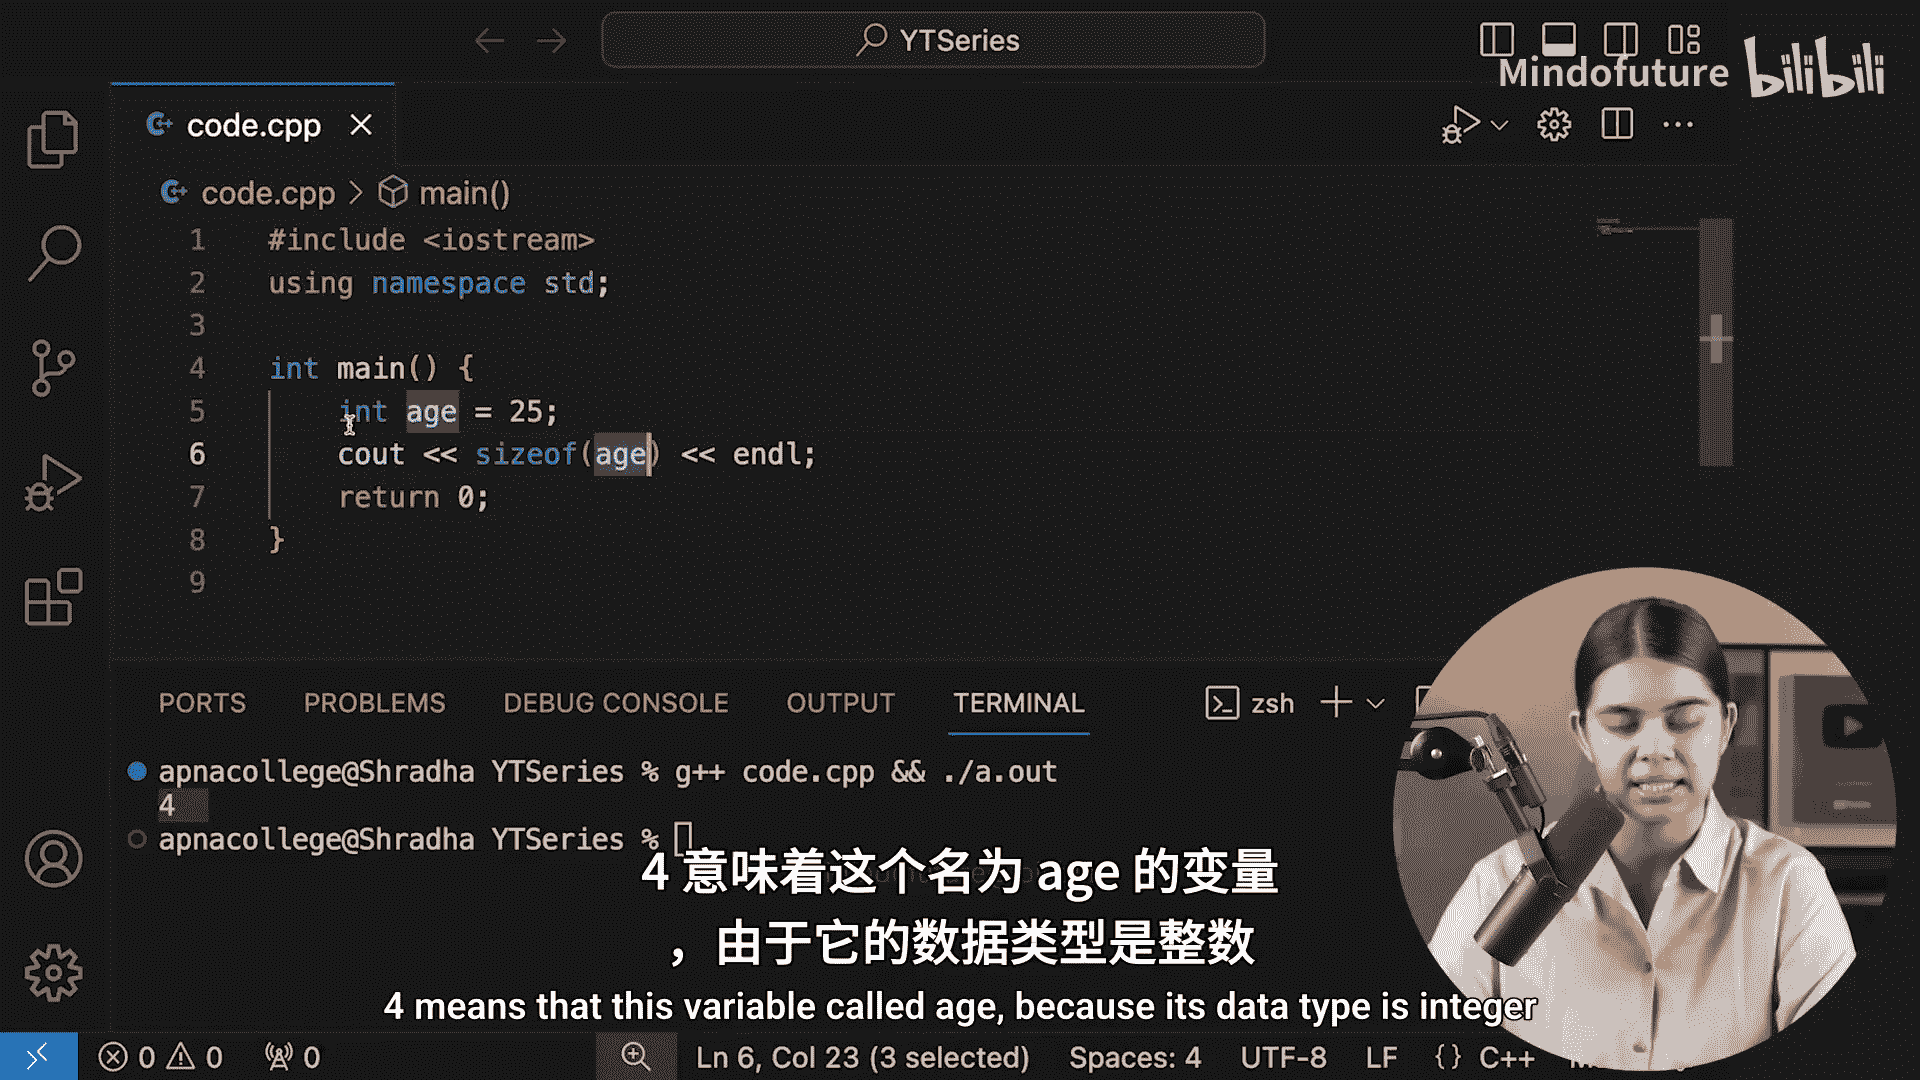 YTSeries
Mindofuture bilibili
code.cpp
code.cpp > main()
1 #include <iostream>
2 using namespace std;
3
4 int main() {
5 int age = 25;
6 cout << sizeof(age) << endl;
7 return 0;
8 }
9
PORTS PROBLEMS DEBUG CONSOLE OUTPUT TERMINAL zsh
apnacollege@Shradha YTSeries % g++ code.cpp && ./a.out
4
apnacollege@Shradha YTSeries %
4 意味着这个名为 age 的变量
，由于它的数据类型是整数
4 means that this variable called age, because its data type is integer
0 0 0 Ln 6, Col 23 (3 selected) Spaces: 4 UTF-8 LF {} C++